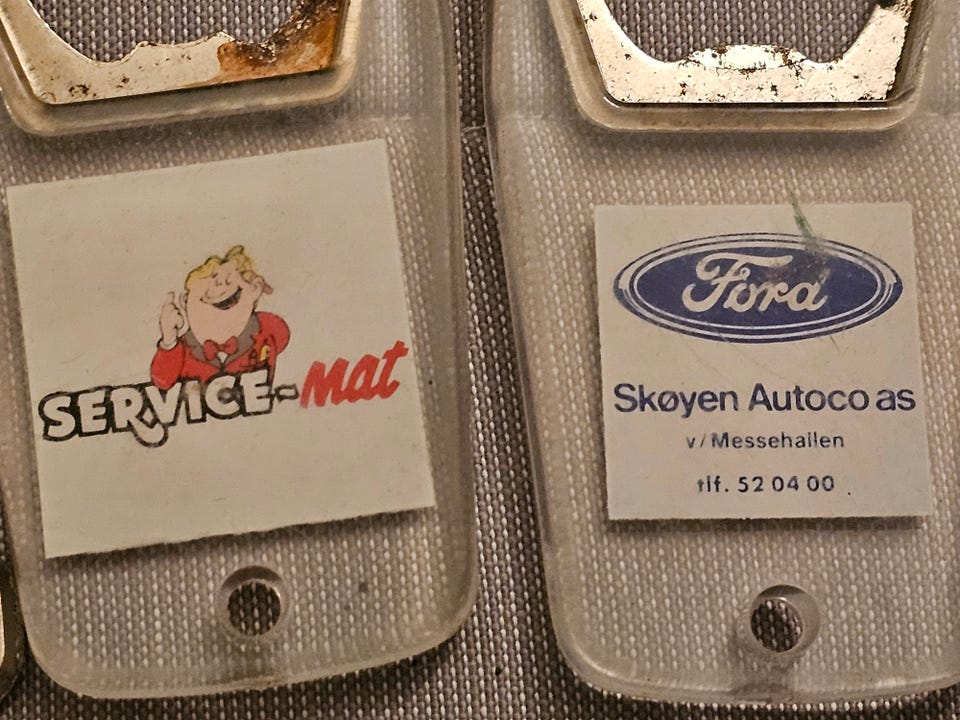 SERVICE-Mat
Ford
Skøyen Autoco as
v/Messehallen
tlf. 52 04 00